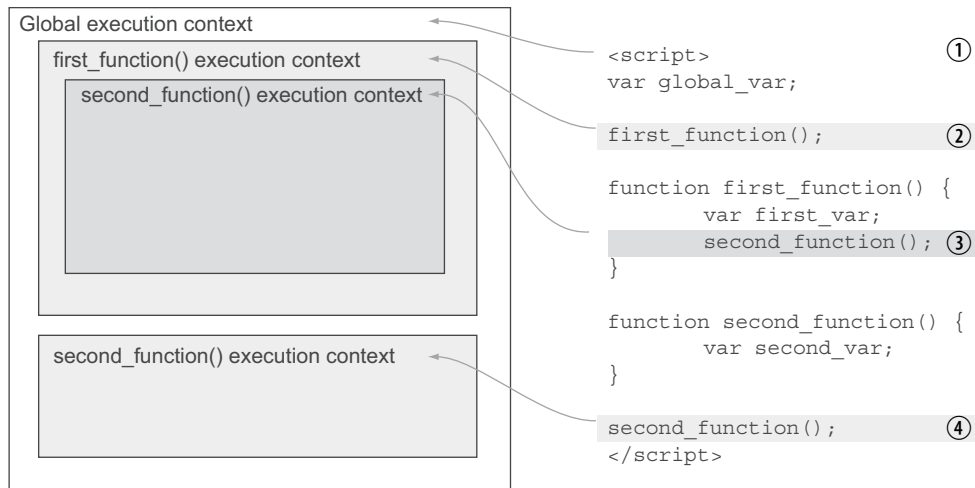 Global execution context
first_function() execution context
second_function() execution context
second_function() execution context
<script>
var global_var;
①
first_function();
②
function first_function() {
var first_var;
second_function();
③
}
function second_function() {
var second_var;
}
second_function();
④
</script>